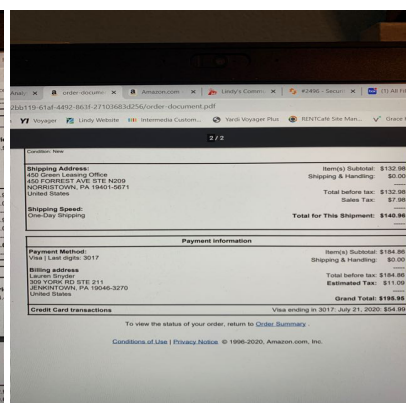 order-docume
Amazon.com
Lindy's Commu
#2496 - Securi
(1) All Fi
2bb119-61af-4492-863f-27103683d256/order-document.pdf
Voyager Lindy Website Intermedia Custom... Yardi Voyager Plus RENTCafé Site Man... Grace
2 / 2
Condition: New
Shipping Address:
450 Green Leasing Office
450 FORREST AVE STE N209
NORRISTOWN, PA 19401-5671
United States
Shipping Speed:
One-Day Shipping
Item(s) Subtotal: $132.98
Shipping & Handling: $0.00
-----
Total before tax: $132.98
Sales Tax: $7.98
-----
Total for This Shipment: $140.96
-----
Payment information
Payment Method:
Visa | Last digits: 3017
Billing address
Lauren Snyder
309 YORK RD STE 211
JENKINTOWN, PA 19046-3270
United States
Item(s) Subtotal: $184.86
Shipping & Handling: $0.00
-----
Total before tax: $184.86
Estimated Tax: $11.09
-----
Grand Total: $195.95
Credit Card transactions
Visa ending in 3017: July 21, 2020: $54.99
To view the status of your order, return to Order Summary .
Conditions of Use | Privacy Notice © 1996-2020, Amazon.com, Inc.